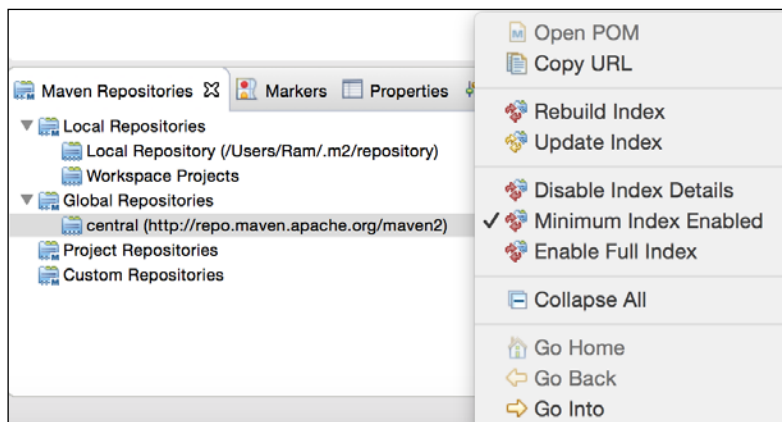 Maven Repositories
Markers
Properties
Local Repositories
Local Repository (/Users/Ram/.m2/repository)
Workspace Projects
Global Repositories
central (http://repo.maven.apache.org/maven2)
Project Repositories
Custom Repositories
Open POM
Copy URL
Rebuild Index
Update Index
Disable Index Details
Minimum Index Enabled
Enable Full Index
Collapse All
Go Home
Go Back
Go Into